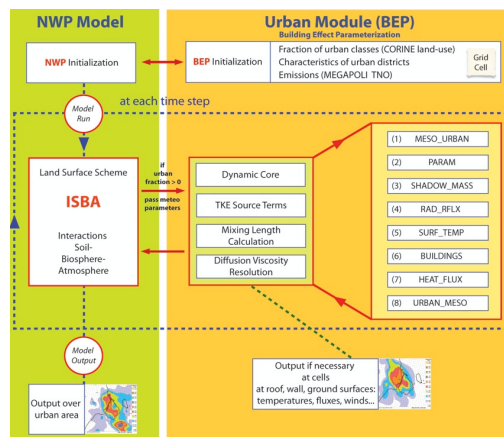 NWP Model
Urban Module (BEP)
Building Effect Parameterization
NWP Initialization
BEP Initialization
Fraction of urban classes (CORINE land-use)
Characteristics of urban districts
Emissions (MEGAPOLI TNO)
Grid
Cell
Model
Run
at each time step
Land Surface Scheme
ISBA
Interactions
Soil-
Biosphere-
Atmosphere
if
urban
fraction > 0
pass meteo
parameters
Dynamic Core
TKE Source Terms
Mixing Length
Calculation
Diffusion Viscosity
Resolution
(1) MESO_URBAN
(2) PARAM
(3) SHADOW_MASS
(4) RAD_RFLX
(5) SURF_TEMP
(6) BUILDINGS
(7) HEAT_FLUX
(8) URBAN_MESO
Model
Output
Output over
urban area
Output if necessary
at cells
at roof, wall, ground surfaces:
temperatures, fluxes, winds...